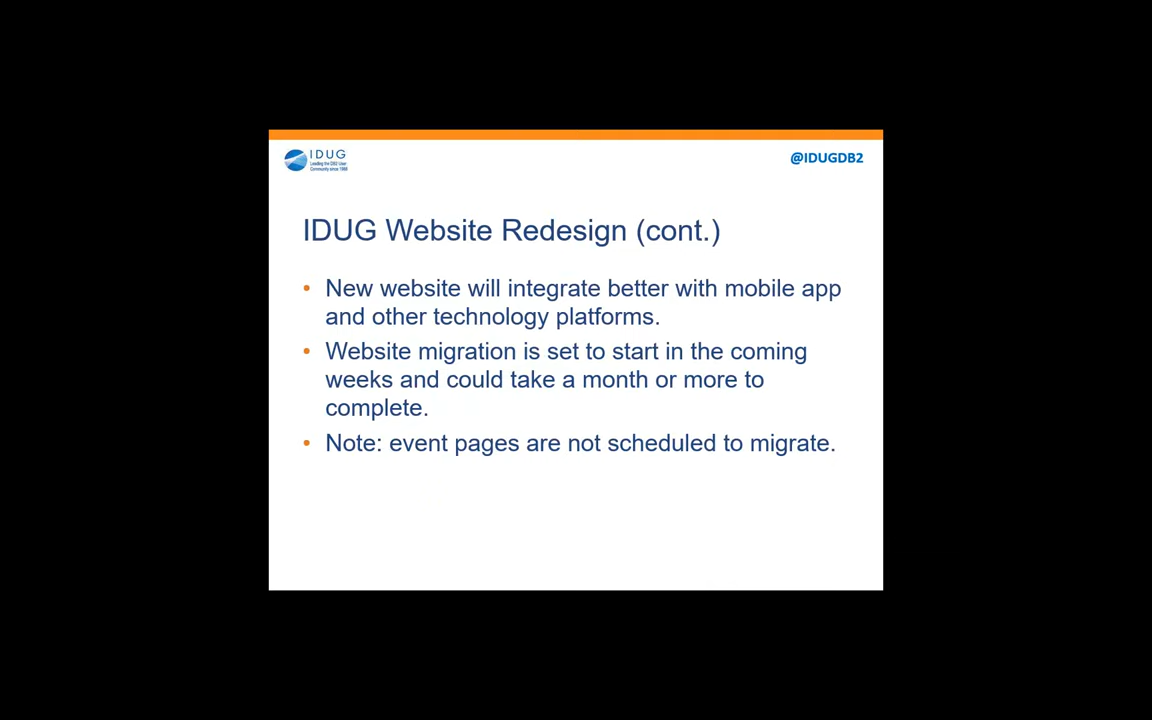 IDUG
Leading the DB2 User
Community since 1988
@IDUGDB2
IDUG Website Redesign (cont.)
• New website will integrate better with mobile app
and other technology platforms.
• Website migration is set to start in the coming
weeks and could take a month or more to
complete.
• Note: event pages are not scheduled to migrate.